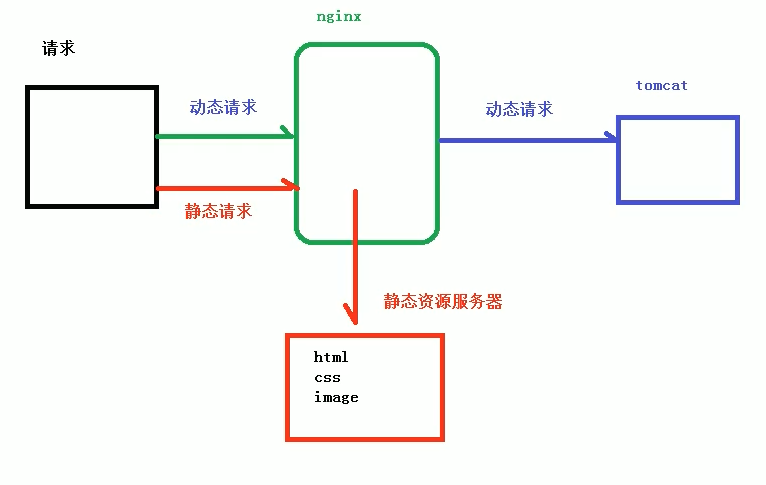 nginx
请求
tomcat
动态请求
动态请求
静态请求
静态资源服务器
html
css
image